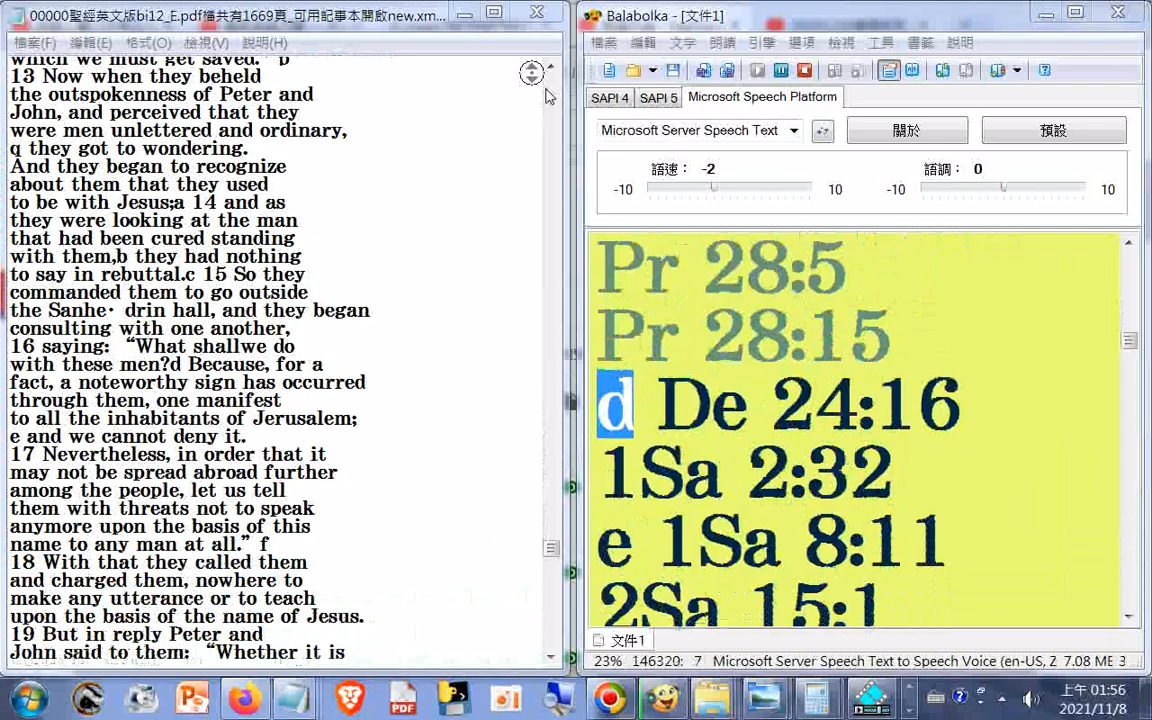 00000聖經英文版bi12_E.pdf檔共有1669頁_可用記事本開啟new.xm...
檔案(F) 編輯(E) 格式(O) 檢視(V) 說明(H)
which we must get saved.” p
13 Now when they beheld
the outspokenness of Peter and
John, and perceived that they
were men unlettered and ordinary,
q they got to wondering.
And they began to recognize
about them that they used
to be with Jesus;a 14 and as
they were looking at the man
that had been cured standing
with them,b they had nothing
to say in rebuttal.c 15 So they
commanded them to go outside
the Sanhe· drin hall, and they began
consulting with one another,
16 saying: “What shallwe do
with these men?d Because, for a
fact, a noteworthy sign has occurred
through them, one manifest
to all the inhabitants of Jerusalem;
e and we cannot deny it.
17 Nevertheless, in order that it
may not be spread abroad further
among the people, let us tell
them with threats not to speak
anymore upon the basis of this
name to any man at all.” f
18 With that they called them
and charged them, nowhere to
make any utterance or to teach
upon the basis of the name of Jesus.
19 But in reply Peter and
John said to them: “Whether it is
Balabolka - [文件1]
檔案 編輯 文字 朗讀 引擎 選項 檢視 工具 書籤 說明
SAPI 4 SAPI 5 Microsoft Speech Platform
Microsoft Server Speech Text 關於 預設
語速： -2 語調： 0
-10 10 -10 10
Pr 28:5
Pr 28:15
d De 24:16
1Sa 2:32
e 1Sa 8:11
2Sa 15:1
文件1
23% 146320: 7 Microsoft Server Speech Text to Speech Voice (en-US, 2 7.08 ME 3
PDF
上午 01:56
2021/11/8